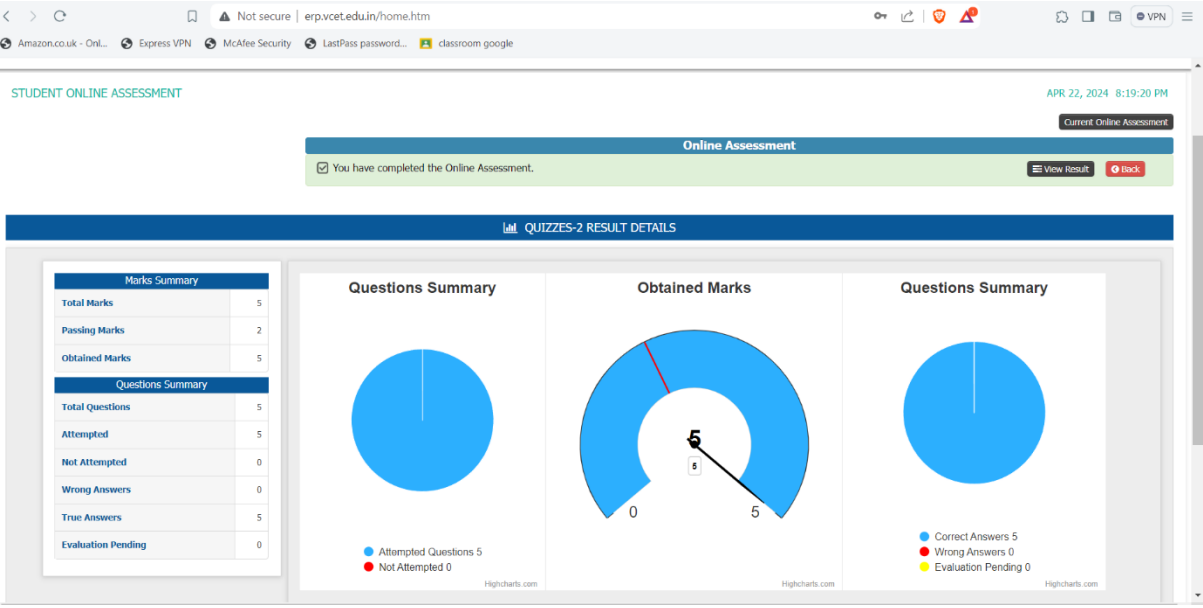 Not secure erp.vcet.edu.in/home.htm VPN
Amazon.co.uk - Onl... Express VPN McAfee Security LastPass password... classroom google
STUDENT ONLINE ASSESSMENT APR 22, 2024 8:19:20 PM
Current Online Assessment
Online Assessment
You have completed the Online Assessment. View Result Back
QUIZZES-2 RESULT DETAILS
Marks Summary
Total Marks 5
Passing Marks 2
Obtained Marks 5
Questions Summary
Total Questions 5
Attempted 5
Not Attempted 0
Wrong Answers 0
True Answers 5
Evaluation Pending 0
Questions Summary
Attempted Questions 5
Not Attempted 0
Highcharts.com
Obtained Marks
5
5
0 5
Highcharts.com
Questions Summary
Correct Answers 5
Wrong Answers 0
Evaluation Pending 0
Highcharts.com